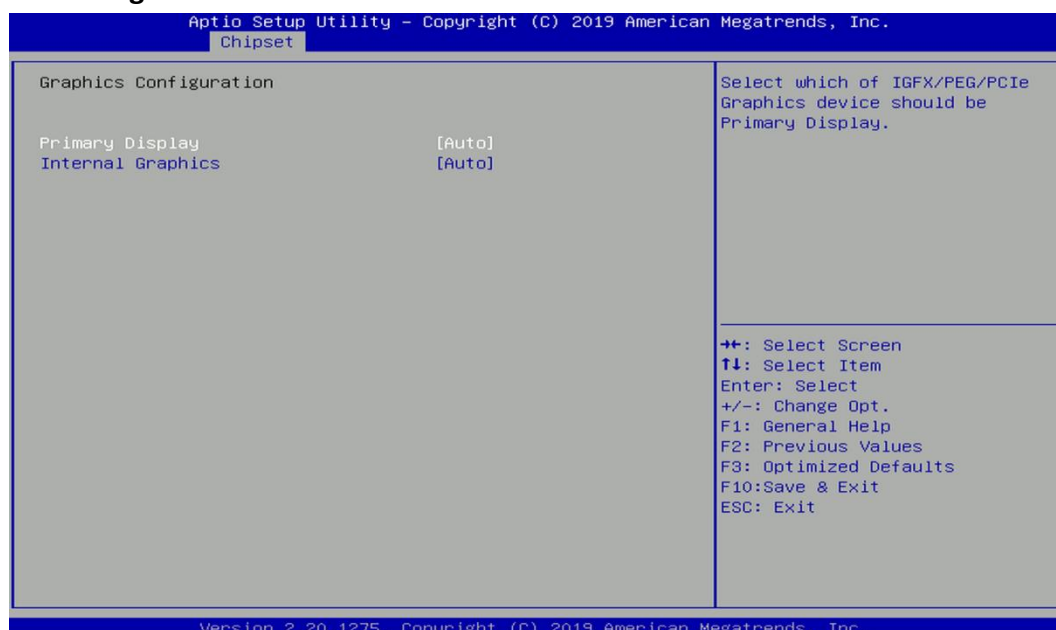 Aptio Setup Utility – Copyright (C) 2019 American Megatrends, Inc.
Chipset
Graphics Configuration
Primary Display [Auto]
Internal Graphics [Auto]
Select which of IGFX/PEG/PCIe
Graphics device should be
Primary Display.
→←: Select Screen
↑↓: Select Item
Enter: Select
+/-: Change Opt.
F1: General Help
F2: Previous Values
F3: Optimized Defaults
F10:Save & Exit
ESC: Exit
Version 2.20.1275. Copyright (C) 2019 American Megatrends, Inc.